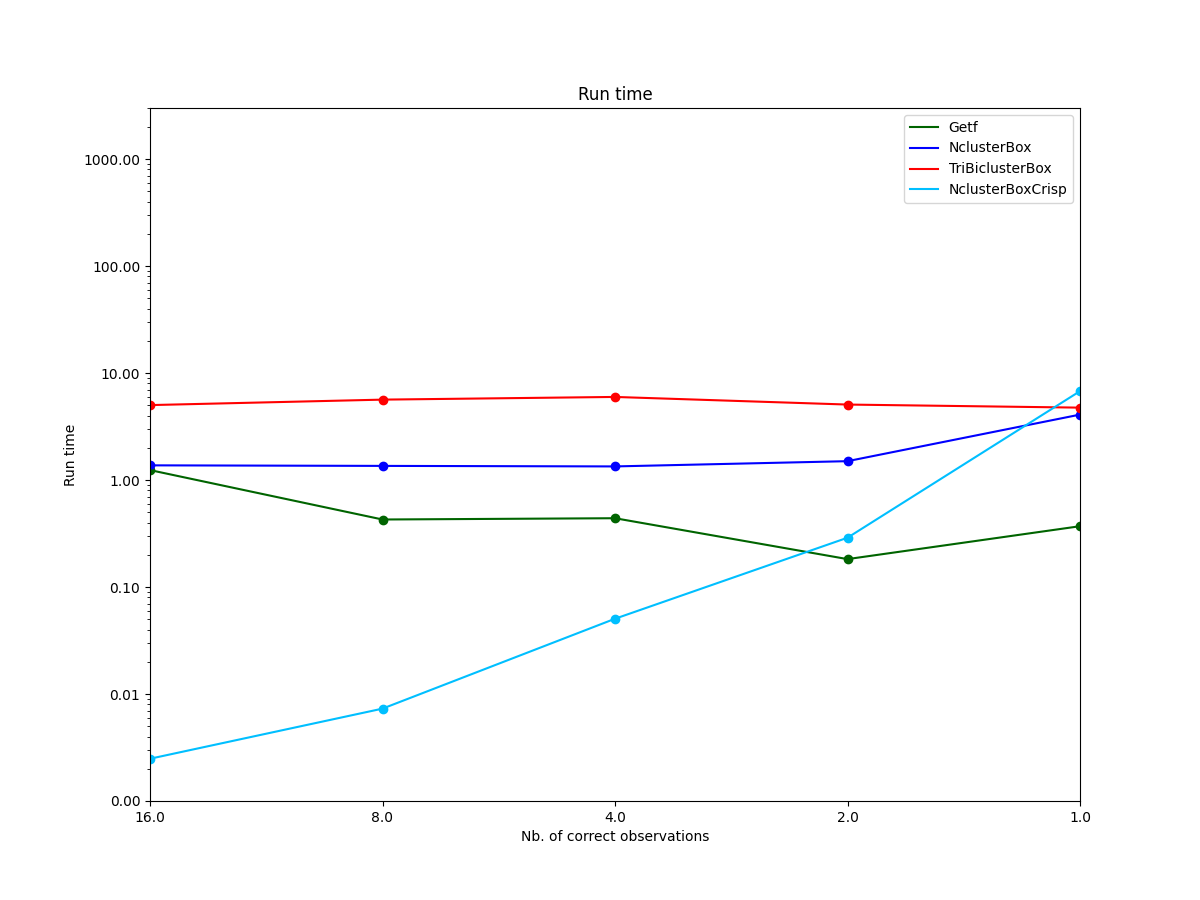 Run time
Getf
NclusterBox
TriBiclusterBox
NclusterBoxCrisp
Run time
1000.00
100.00
10.00
1.00
0.10
0.01
0.00
16.0 8.0 4.0 2.0 1.0
Nb. of correct observations